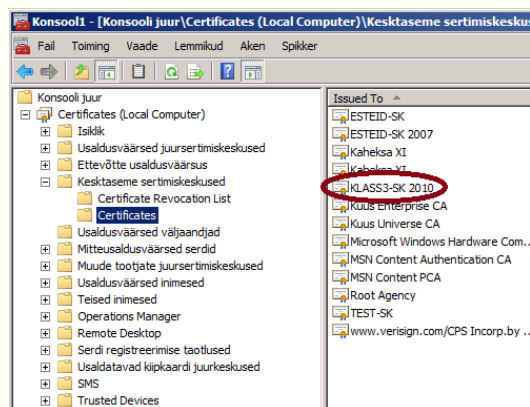 Konsool1 - [Konsooli juur\Certificates (Local Computer)\Kesktaseme sertimiskesku
Fail Toiming Vaade Lemmikud Aken Spikker
Konsooli juur
Certificates (Local Computer)
Isiklik
Usaldusväärsed juursertimiskeskused
Ettevõtte usaldusväärsus
Kesktaseme sertimiskeskused
Certificate Revocation List
Certificates
Usaldusväärsed väljaandjad
Mitteusaldusväärsed serdid
Muude tootjate juursertimiskeskused
Usaldusväärsed inimesed
Teised inimesed
Operations Manager
Remote Desktop
Serdi registreerimise taotlused
Usaldatavad kiipkaardi juurkeskused
SMS
Trusted Devices
Issued To
ESTEID-SK
ESTEID-SK 2007
Kaheksa XI
Kaheksa XI
KLASS3-SK 2010
Kuus Enterprise CA
Kuus Universe CA
Microsoft Windows Hardware Com..
MSN Content Authentication CA
MSN Content PCA
Root Agency
TEST-SK
www.verisign.com/CPS Incorp.by ..